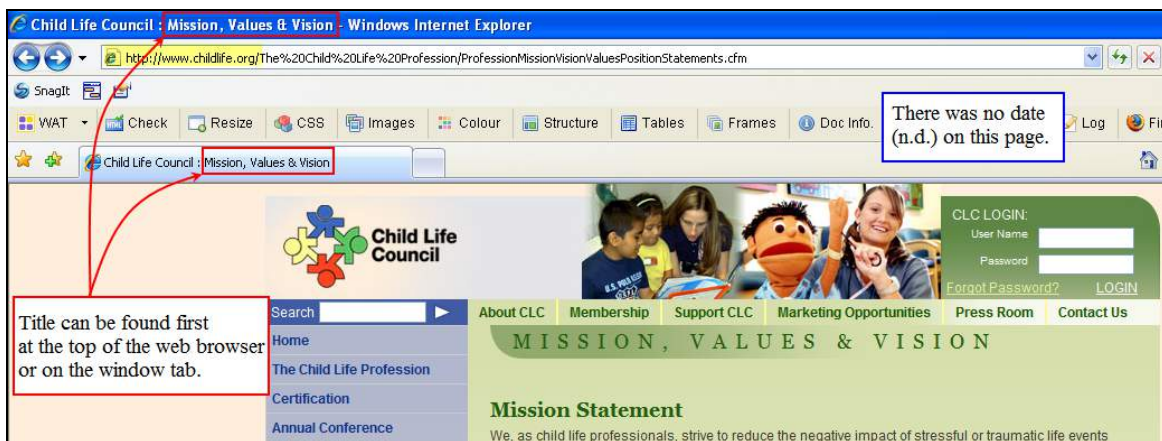 Child Life Council : Mission, Values & Vision - Windows Internet Explorer
http://www.childlife.org/The%20Child%20Life%20Profession/ProfessionMissionVisionValuesPositionStatements.cfm
SnagIt
WAT Check Resize CSS Images Colour Structure Tables Frames Doc Info. Log Fi
There was no date
(n.d.) on this page.
Child Life Council : Mission, Values & Vision
Child Life
Council
CLC LOGIN:
User Name
Password
Forgot Password? LOGIN
Title can be found first
at the top of the web browser
or on the window tab.
Search
About CLC Membership Support CLC Marketing Opportunities Press Room Contact Us
Home
MISSION, VALUES & VISION
The Child Life Profession
Certification
Mission Statement
Annual Conference
We, as child life professionals, strive to reduce the negative impact of stressful or traumatic life events